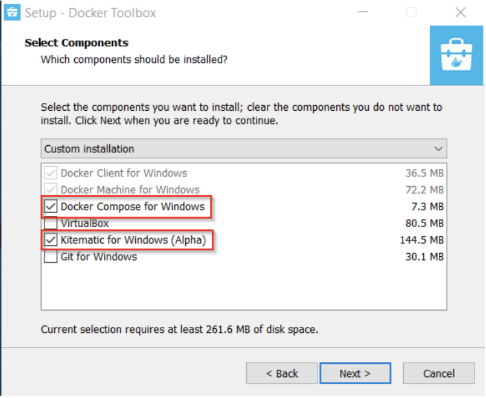 Setup - Docker Toolbox
Select Components
Which components should be installed?
Select the components you want to install; clear the components you do not want to
install. Click Next when you are ready to continue.
Custom installation
Docker Client for Windows 36.5 MB
Docker Machine for Windows 72.2 MB
Docker Compose for Windows 7.3 MB
VirtualBox 80.5 MB
Kitematic for Windows (Alpha) 144.5 MB
Git for Windows 30.1 MB
Current selection requires at least 261.6 MB of disk space.
< Back Next > Cancel